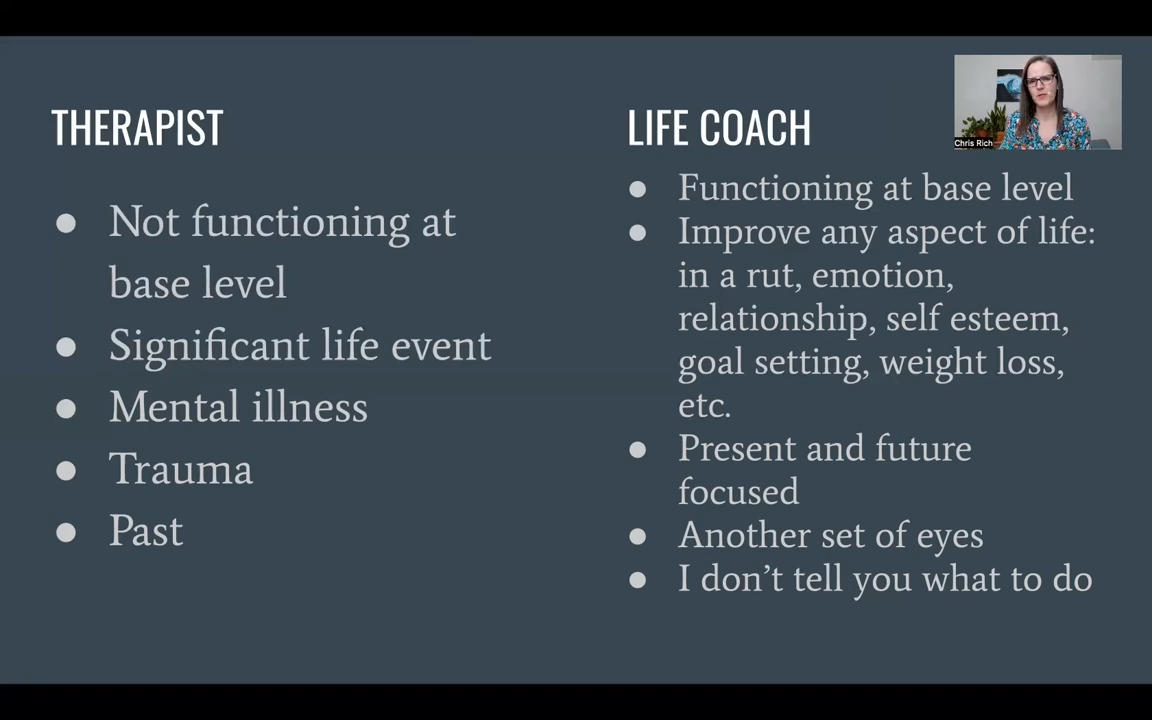 THERAPIST
● Not functioning at
base level
● Significant life event
● Mental illness
● Trauma
● Past
LIFE COACH
● Functioning at base level
● Improve any aspect of life:
in a rut, emotion,
relationship, self esteem,
goal setting, weight loss,
etc.
● Present and future
focused
● Another set of eyes
● I don’t tell you what to do
Chris Rich